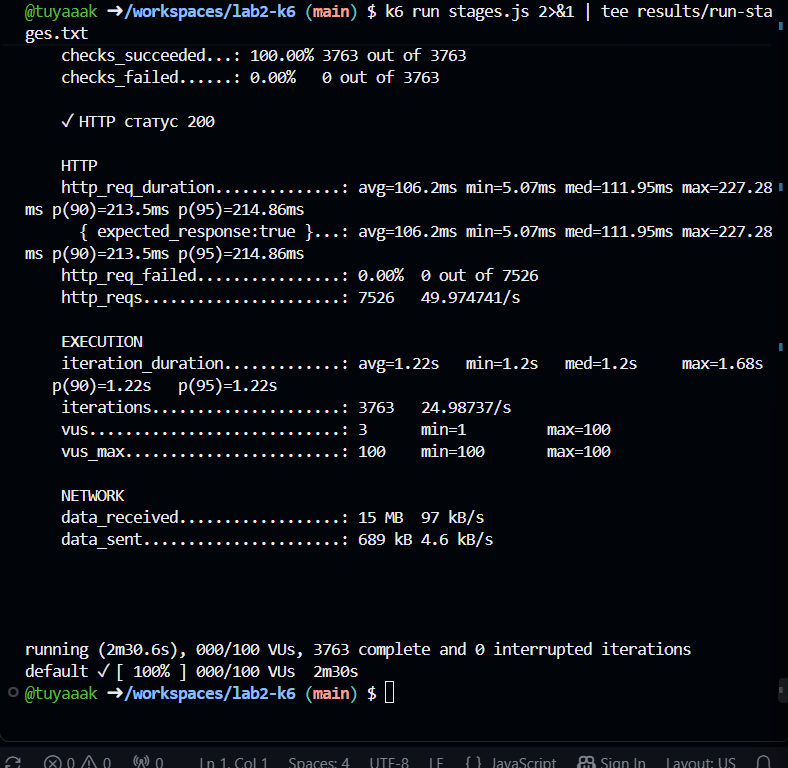 @tuyaaak ➜/workspaces/lab2-k6 (main) $ k6 run stages.js 2>&1 | tee results/run-sta
ges.txt
checks_succeeded...: 100.00% 3763 out of 3763
checks_failed......: 0.00%   0 out of 3763
✓ HTTP статус 200
HTTP
http_req_duration..............: avg=106.2ms min=5.07ms med=111.95ms max=227.28
ms p(90)=213.5ms p(95)=214.86ms
{ expected_response:true }...: avg=106.2ms min=5.07ms med=111.95ms max=227.28
ms p(90)=213.5ms p(95)=214.86ms
http_req_failed................: 0.00%  0 out of 7526
http_reqs......................: 7526   49.974741/s
EXECUTION
iteration_duration.............: avg=1.22s   min=1.2s   med=1.2s     max=1.68s
p(90)=1.22s   p(95)=1.22s
iterations.....................: 3763   24.98737/s
vus............................: 3      min=1          max=100
vus_max........................: 100    min=100        max=100
NETWORK
data_received..................: 15 MB  97 kB/s
data_sent......................: 689 kB 4.6 kB/s
running (2m30.6s), 000/100 VUs, 3763 complete and 0 interrupted iterations
default ✓ [ 100% ] 000/100 VUs  2m30s
@tuyaaak ➜/workspaces/lab2-k6 (main) $
0 0 0 Ln 1, Col 1 Spaces: 4 UTF-8 LF { } JavaScript Sign In Layout: US